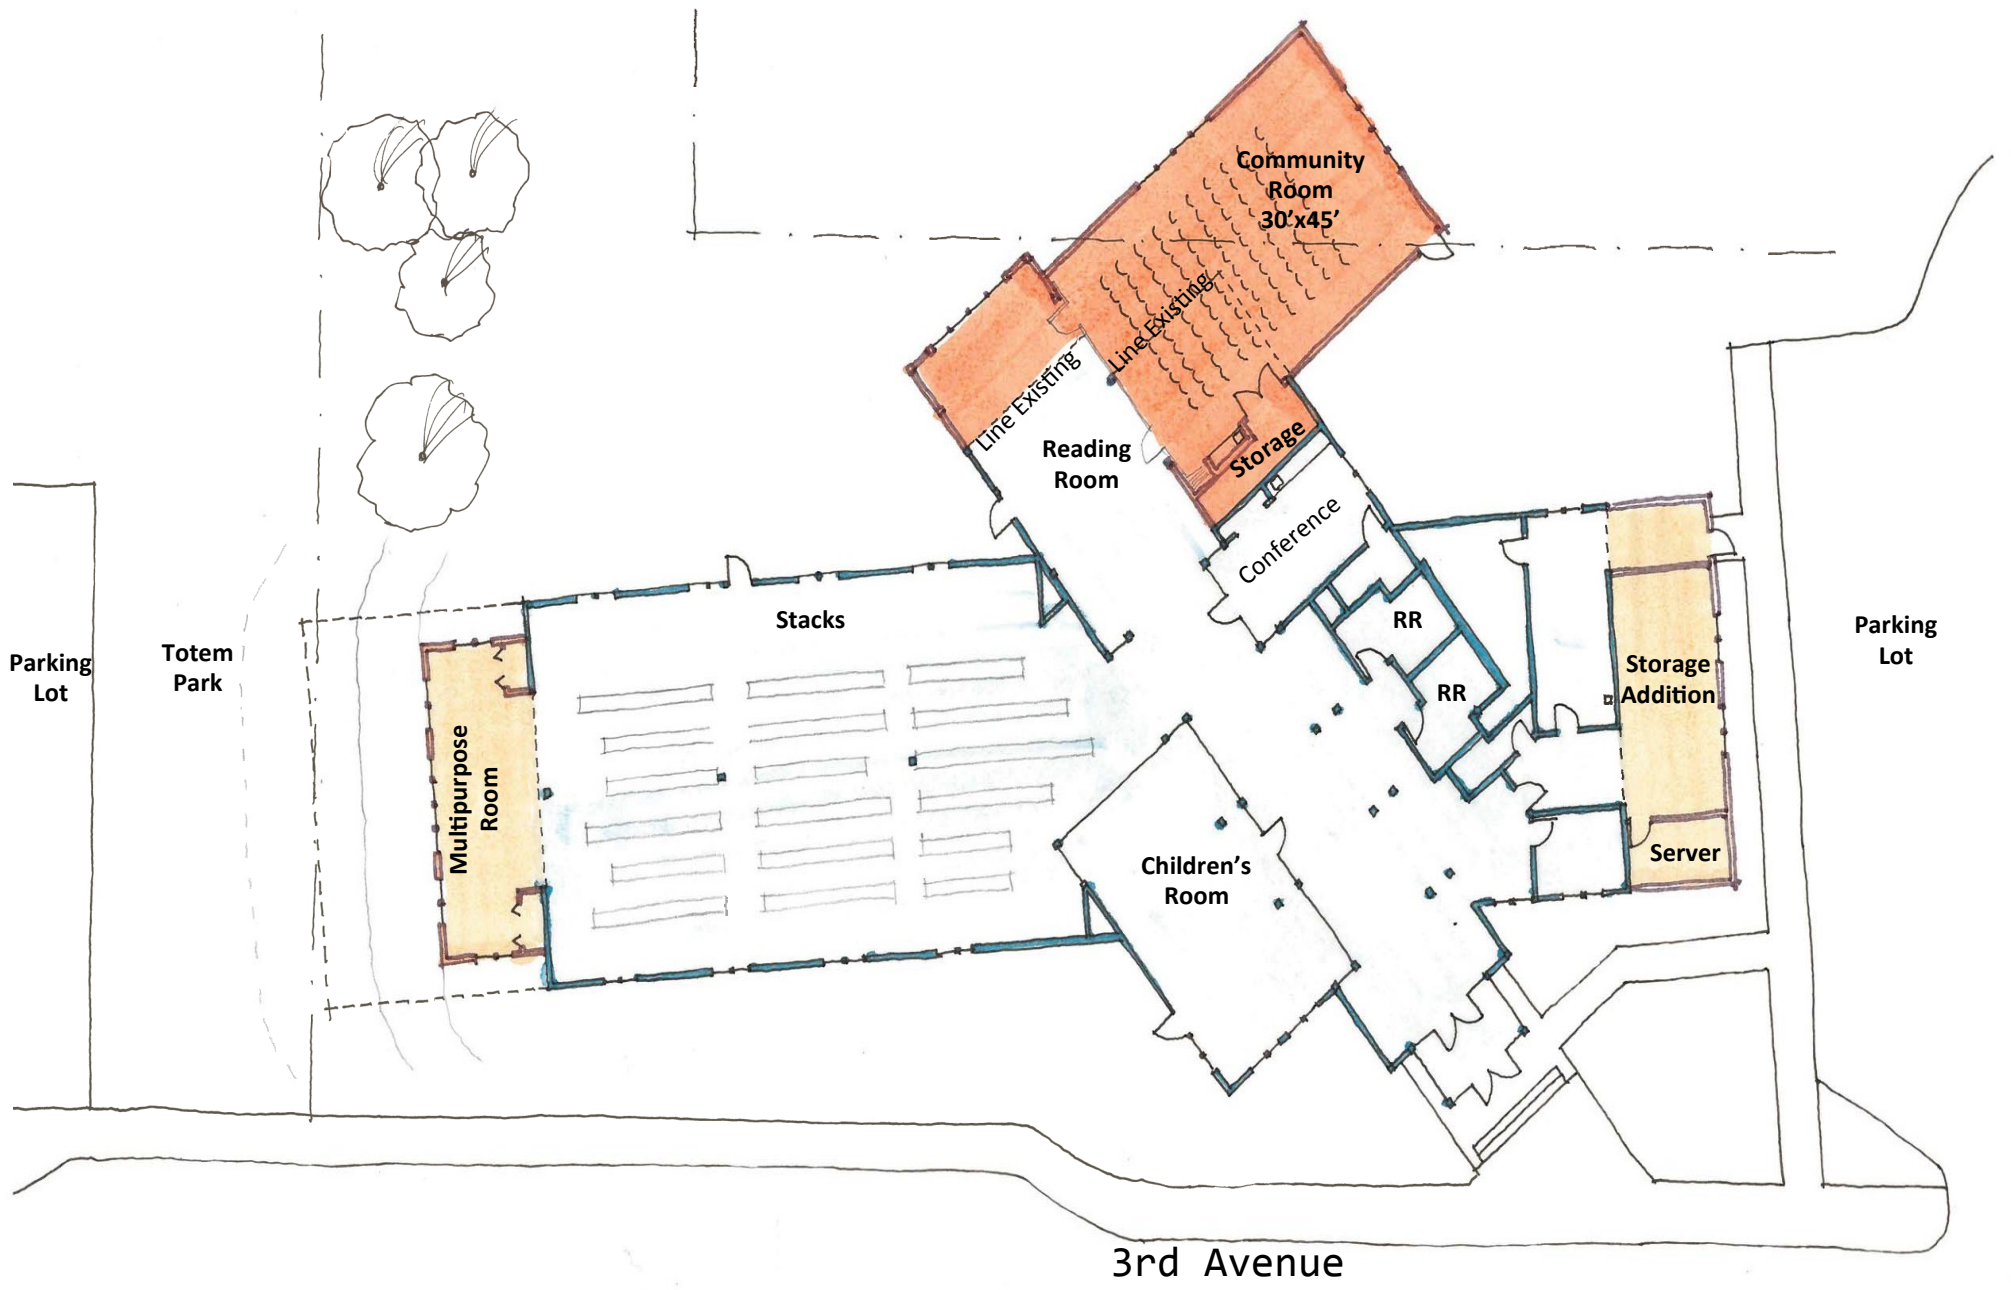 Community
Room
30’x45’
Line Existing
Line Existing
Reading
Room
Storage
Conference
Stacks
RR
RR
Parking
Lot
Totem
Park
Multipurpose
Room
Storage
Addition
Parking
Lot
Children’s
Room
Server
3rd Avenue